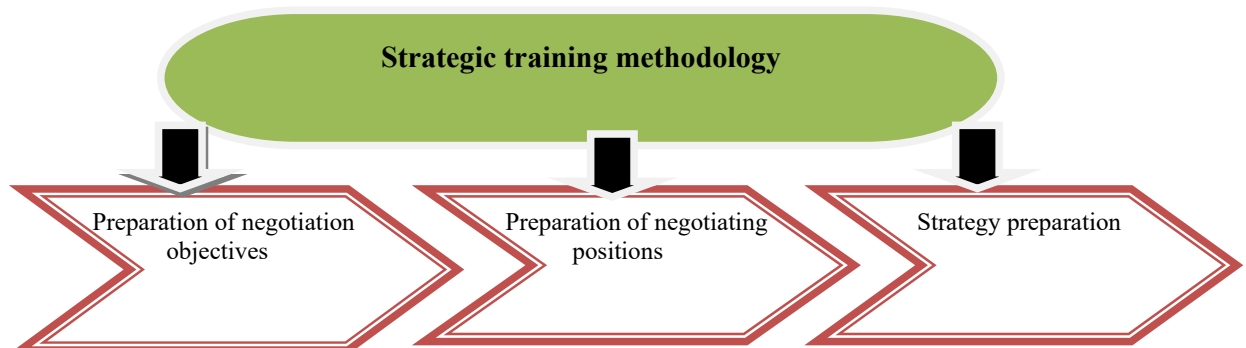 Strategic training methodology
Preparation of negotiation
objectives
Preparation of negotiating
positions
Strategy preparation